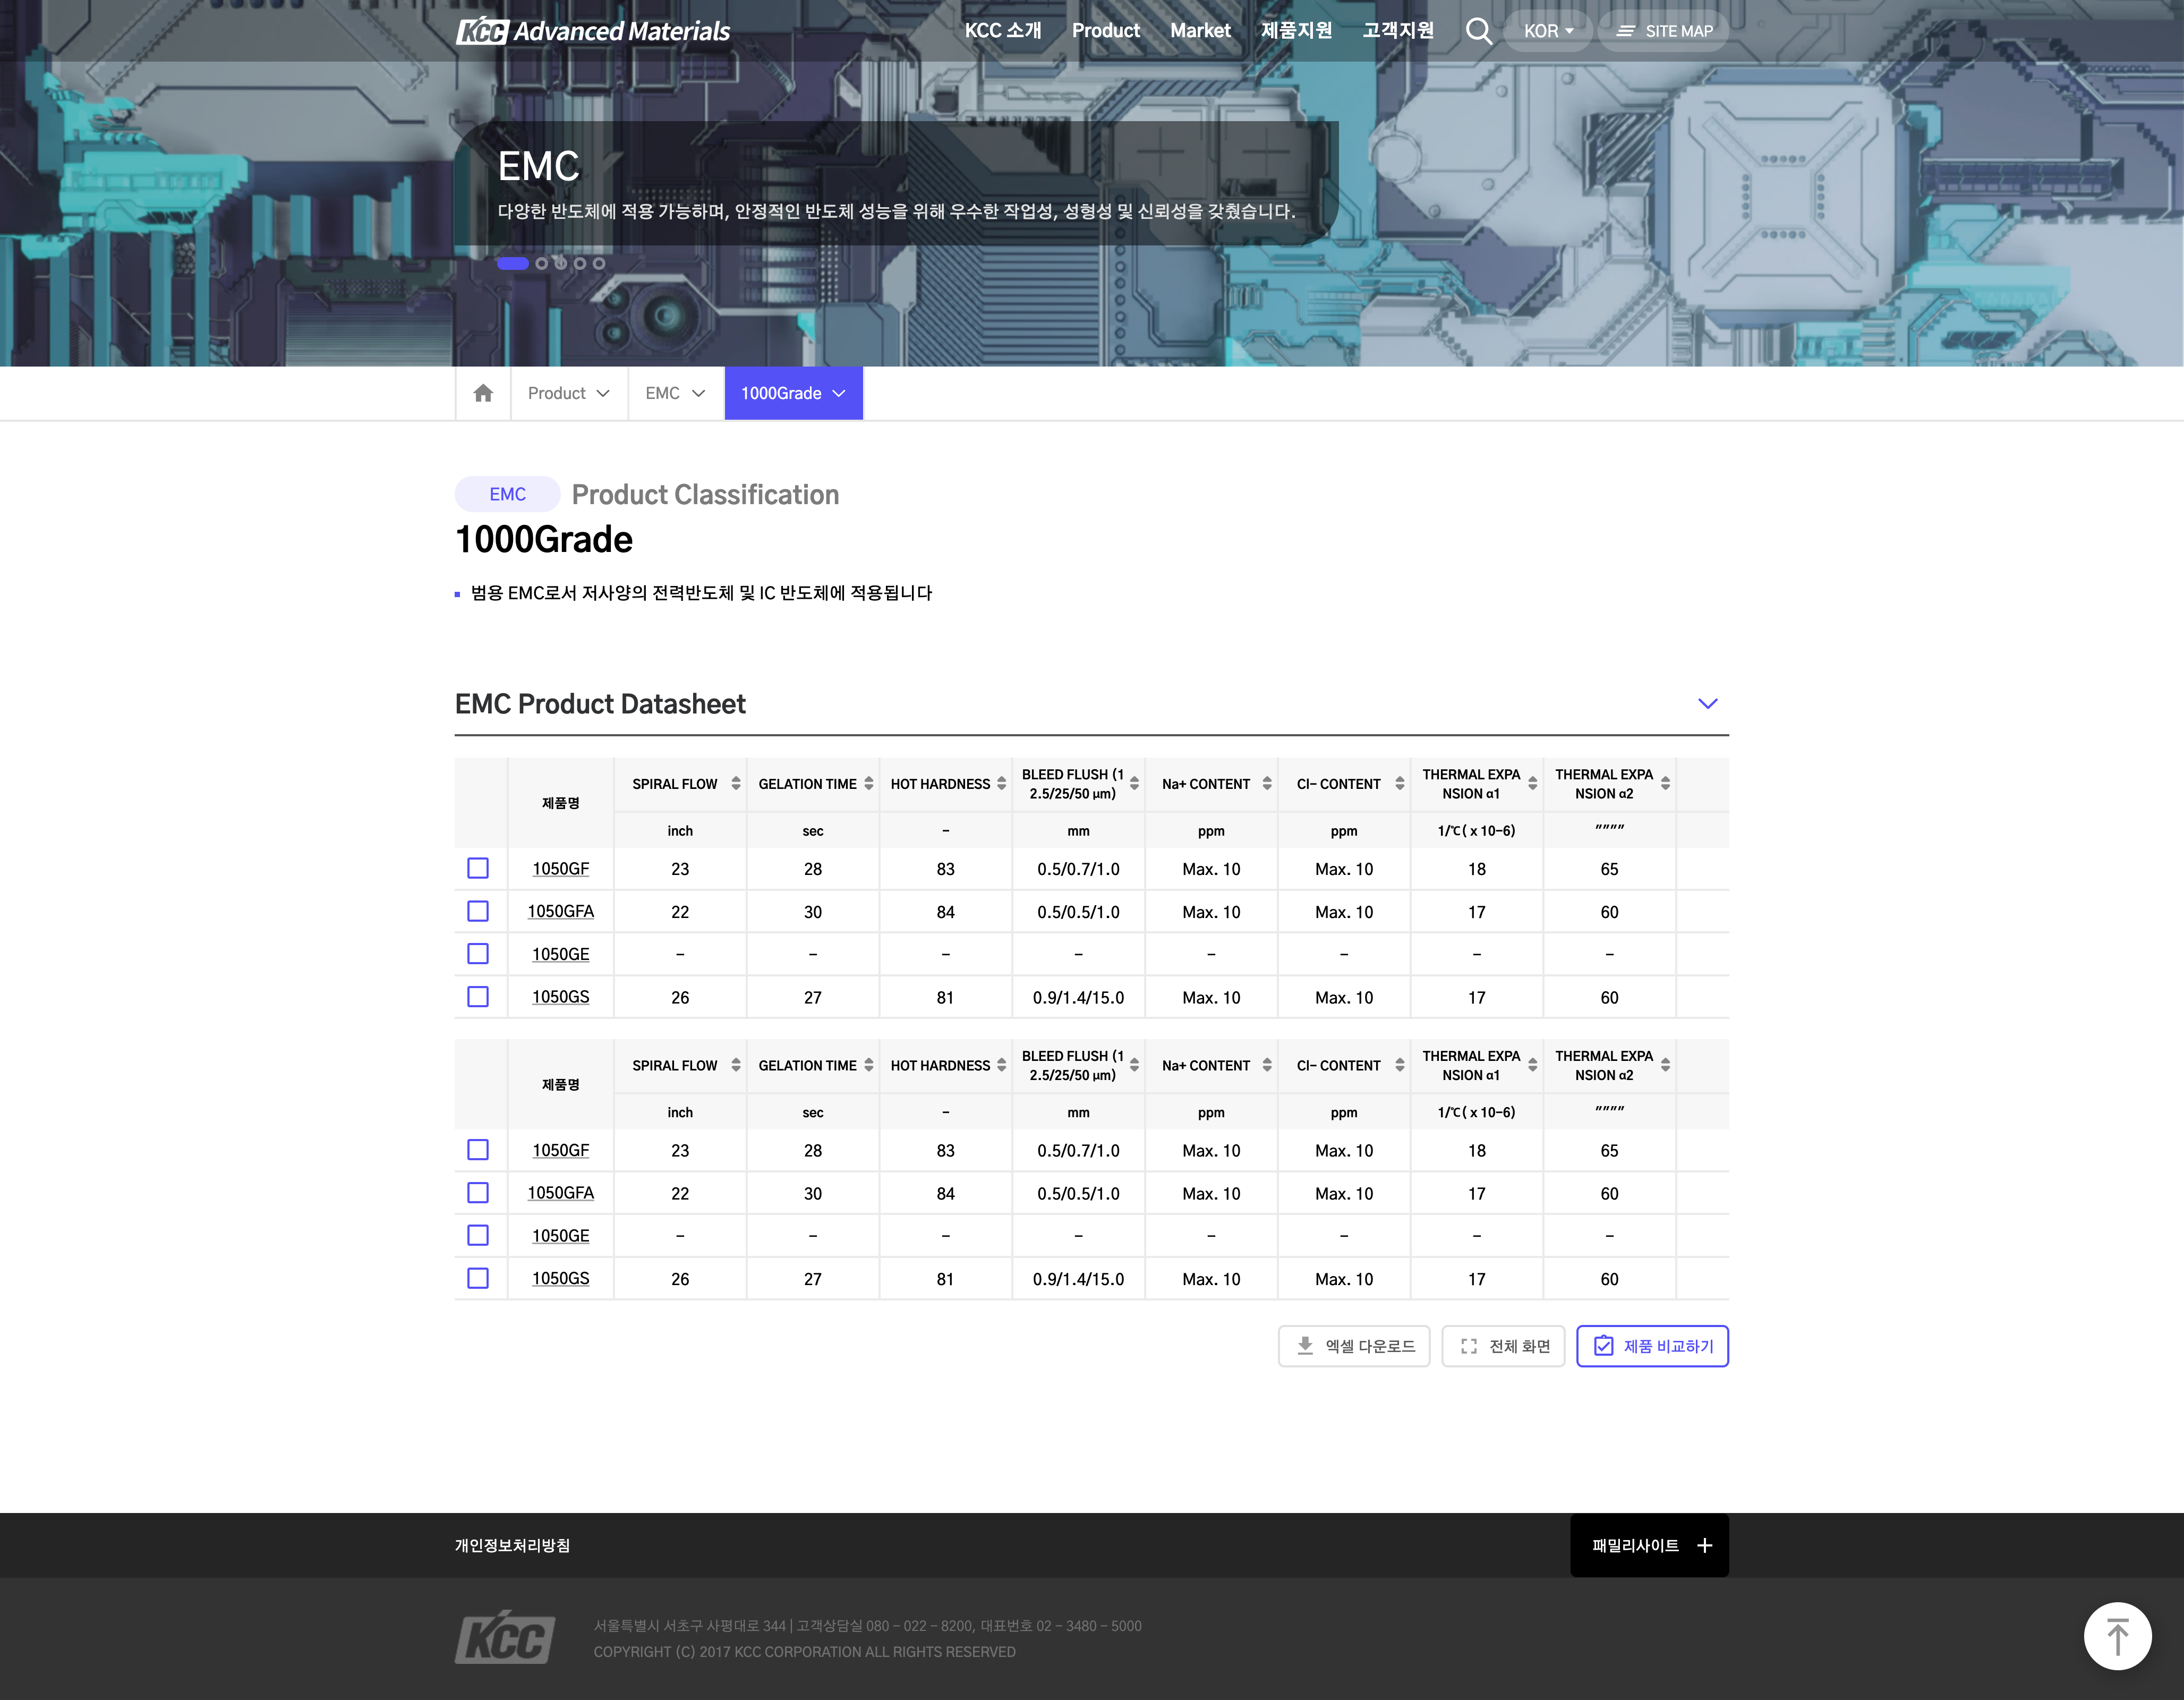 KCC Advanced Materials
KCC 소개 Product Market 제품지원 고객지원 KOR SITE MAP
EMC
다양한 반도체에 적용 가능하며, 안정적인 반도체 성능을 위해 우수한 작업성, 성형성 및 신뢰성을 갖췄습니다.
Product EMC 1000Grade
EMC Product Classification
1000Grade
범용 EMC로서 저사양의 전력반도체 및 IC 반도체에 적용됩니다
EMC Product Datasheet
제품명 SPIRAL FLOW GELATION TIME HOT HARDNESS BLEED FLUSH (1 2.5/25/50 μm) Na+ CONTENT Cl- CONTENT THERMAL EXPA NSION α1 THERMAL EXPA NSION α2
inch sec - mm ppm ppm 1/℃( x 10-6) """"
1050GF 23 28 83 0.5/0.7/1.0 Max. 10 Max. 10 18 65
1050GFA 22 30 84 0.5/0.5/1.0 Max. 10 Max. 10 17 60
1050GE - - - - - - - -
1050GS 26 27 81 0.9/1.4/15.0 Max. 10 Max. 10 17 60
제품명 SPIRAL FLOW GELATION TIME HOT HARDNESS BLEED FLUSH (1 2.5/25/50 μm) Na+ CONTENT Cl- CONTENT THERMAL EXPA NSION α1 THERMAL EXPA NSION α2
inch sec - mm ppm ppm 1/℃( x 10-6) """"
1050GF 23 28 83 0.5/0.7/1.0 Max. 10 Max. 10 18 65
1050GFA 22 30 84 0.5/0.5/1.0 Max. 10 Max. 10 17 60
1050GE - - - - - - - -
1050GS 26 27 81 0.9/1.4/15.0 Max. 10 Max. 10 17 60
엑셀 다운로드 전체 화면 제품 비교하기
개인정보처리방침 패밀리사이트
KCC
서울특별시 서초구 사평대로 344 | 고객상담실 080 - 022 - 8200, 대표번호 02 - 3480 - 5000
COPYRIGHT (C) 2017 KCC CORPORATION ALL RIGHTS RESERVED